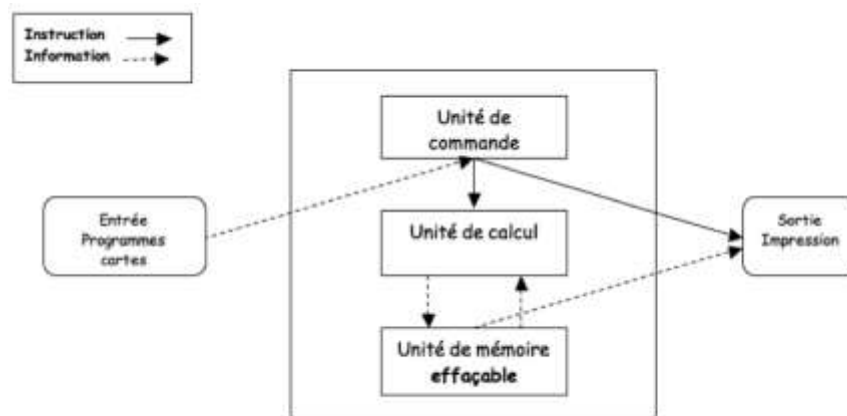 Instruction
Information
Unité de
commande
Entrée
Programmes
cartes
Unité de calcul
Sortie
Impression
Unité de mémoire
effaçable